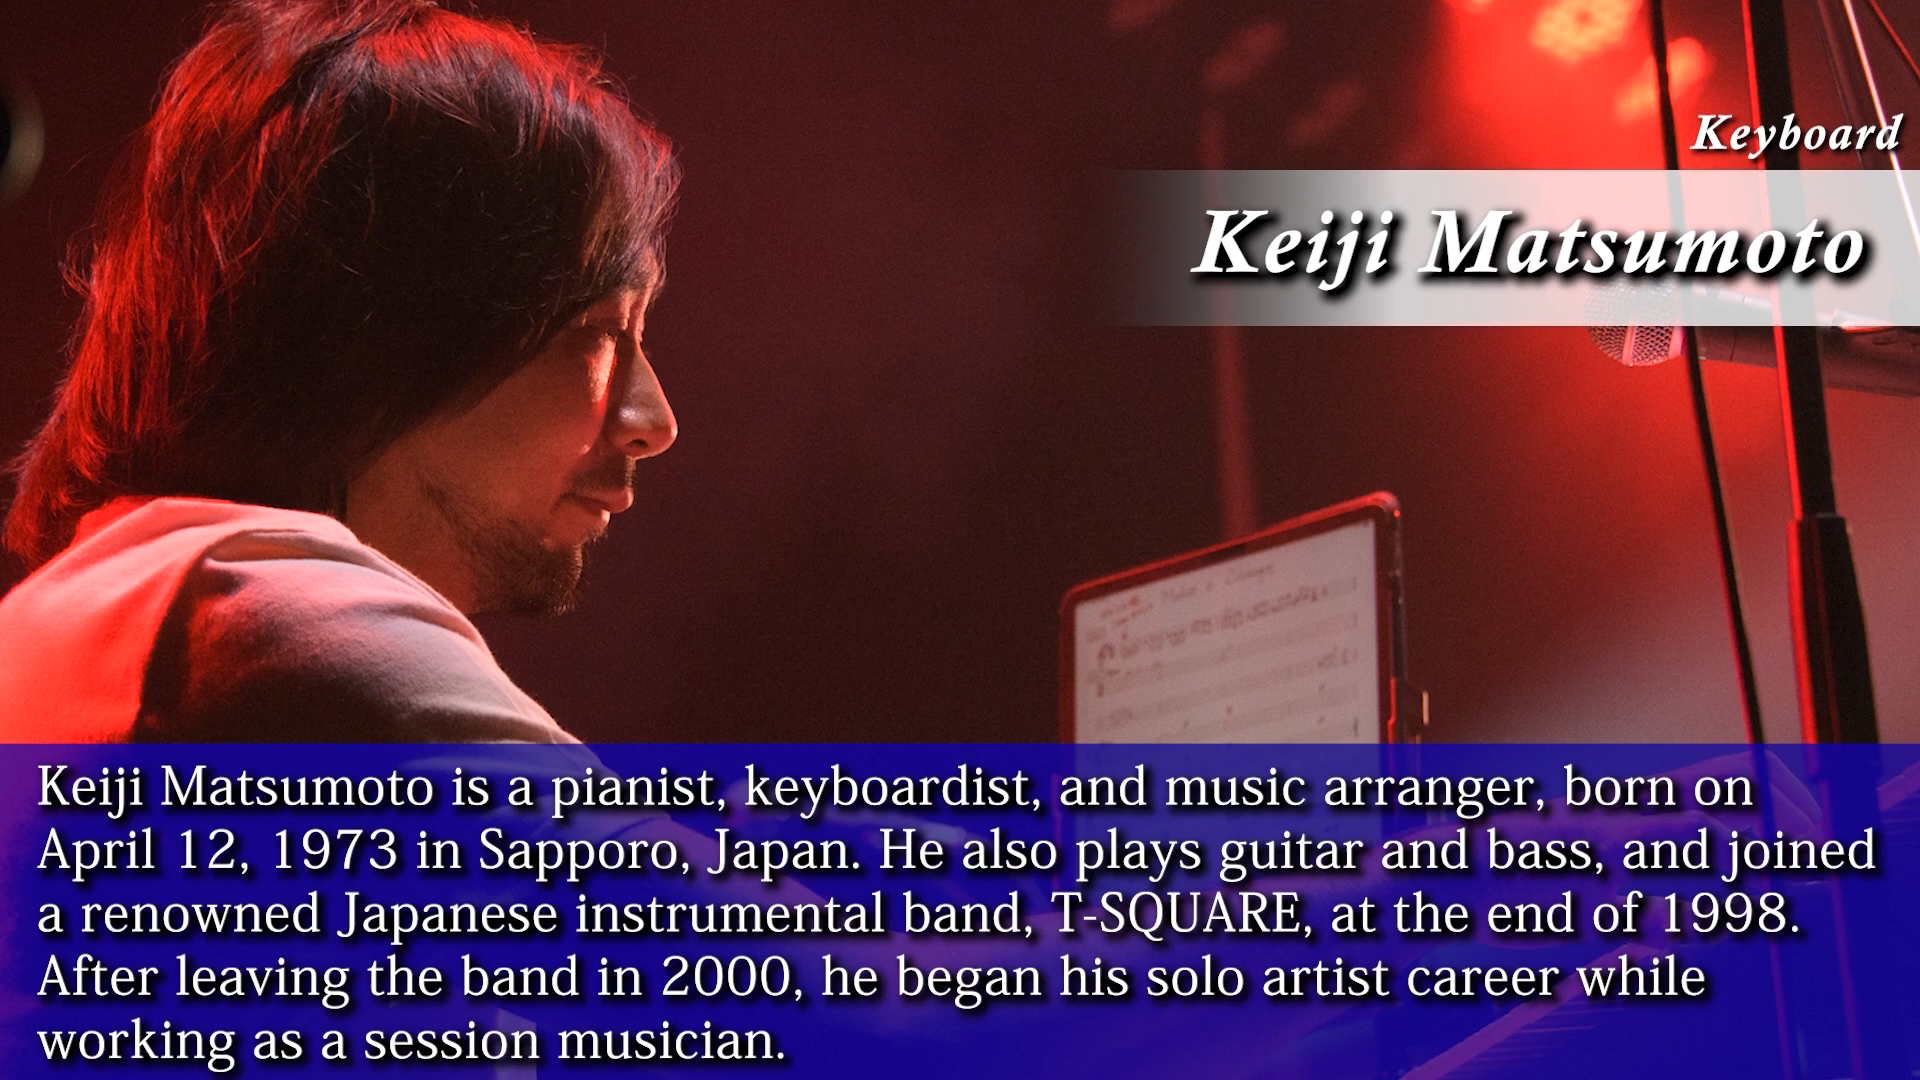 Keyboard
Keiji Matsumoto
Keiji Matsumoto is a pianist, keyboardist, and music arranger, born on
April 12, 1973 in Sapporo, Japan. He also plays guitar and bass, and joined
a renowned Japanese instrumental band, T-SQUARE, at the end of 1998.
After leaving the band in 2000, he began his solo artist career while
working as a session musician.